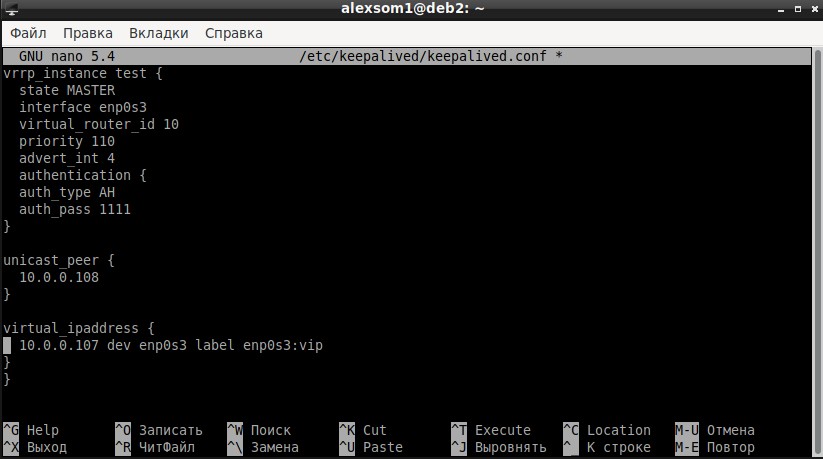 alexsom1@deb2: ~
Файл Правка Вкладки Справка
GNU nano 5.4 /etc/keepalived/keepalived.conf *
vrrp_instance test {
  state MASTER
  interface enp0s3
  virtual_router_id 10
  priority 110
  advert_int 4
  authentication {
  auth_type AH
  auth_pass 1111
}

unicast_peer {
  10.0.0.108
}

virtual_ipaddress {
  10.0.0.107 dev enp0s3 label enp0s3:vip
}
}

^G Help ^O Записать ^W Поиск ^K Cut ^T Execute ^C Location M-U Отмена
^X Выход ^R ЧитФайл ^\ Замена ^U Paste ^J Выровнять ^_ К строке M-E Повтор